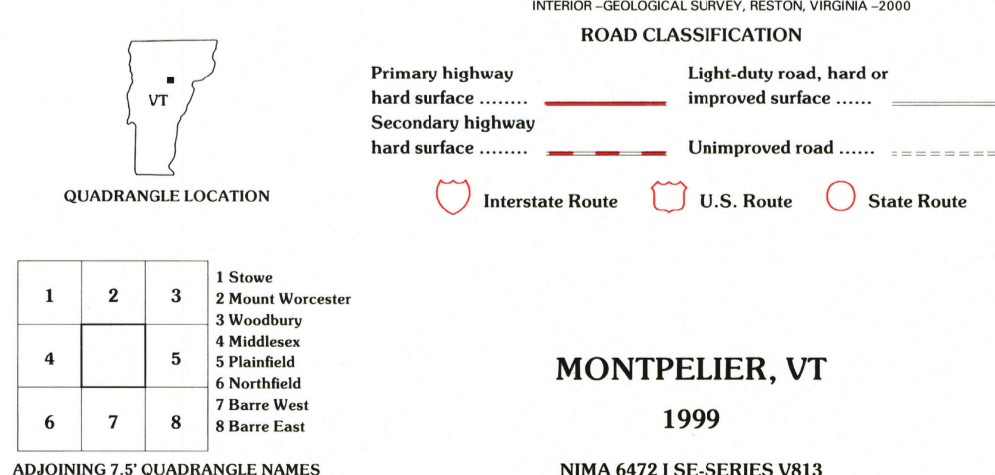 INTERIOR –GEOLOGICAL SURVEY, RESTON, VIRGINIA –2000
ROAD CLASSIFICATION
Primary highway
hard surface ........
Secondary highway
hard surface ........
Light-duty road, hard or
improved surface ......
Unimproved road ......
Interstate Route
U.S. Route
State Route
VT
QUADRANGLE LOCATION
1 2 3
4 5
6 7 8
1 Stowe
2 Mount Worcester
3 Woodbury
4 Middlesex
5 Plainfield
6 Northfield
7 Barre West
8 Barre East
ADJOINING 7.5' QUADRANGLE NAMES
MONTPELIER, VT
1999
NIMA 6472 I SE-SERIES V813